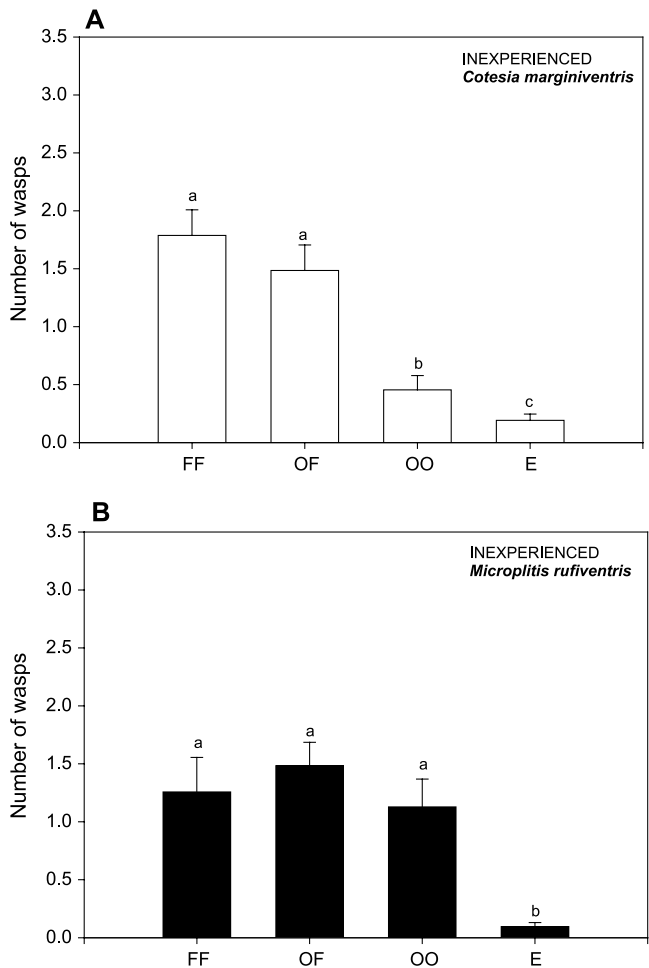 A
INEXPERIENCED
Cotesia marginiventris
Number of wasps
3.5
3.0
2.5
2.0
1.5
1.0
0.5
0.0
a
a
b
c
FF OF OO E
B
INEXPERIENCED
Microplitis rufiventris
Number of wasps
3.5
3.0
2.5
2.0
1.5
1.0
0.5
0.0
a
a
a
b
FF OF OO E